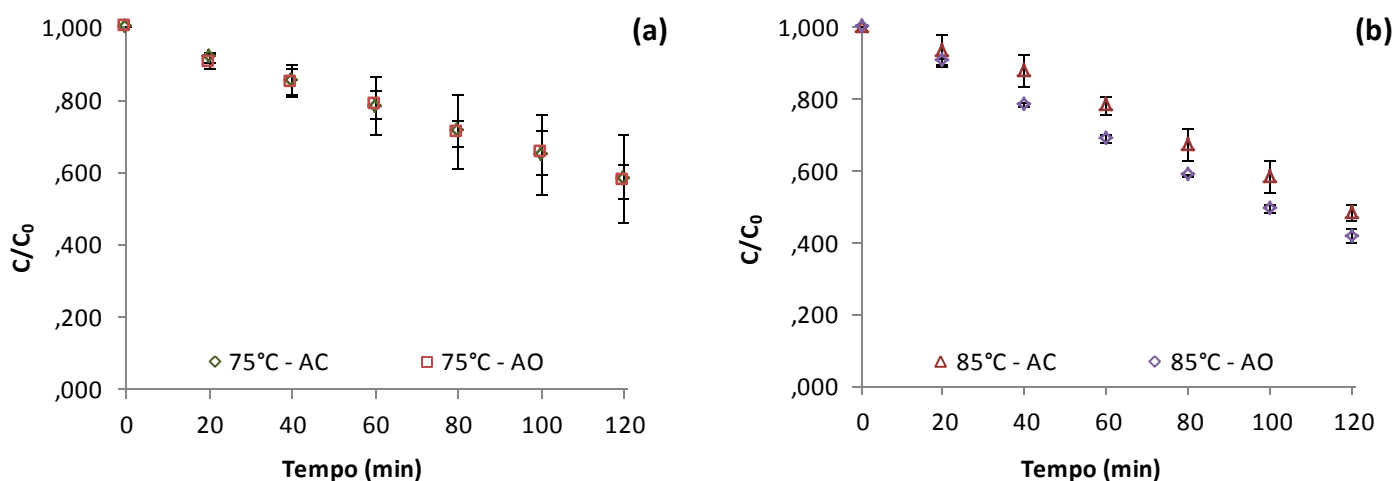 (a)
C/C₀
1,000
,800
,600
,400
,200
,000
75°C - AC
75°C - AO
0 20 40 60 80 100 120
Tempo (min)
(b)
C/C₀
1,000
,800
,600
,400
,200
,000
85°C - AC
85°C - AO
0 20 40 60 80 100 120
Tempo (min)